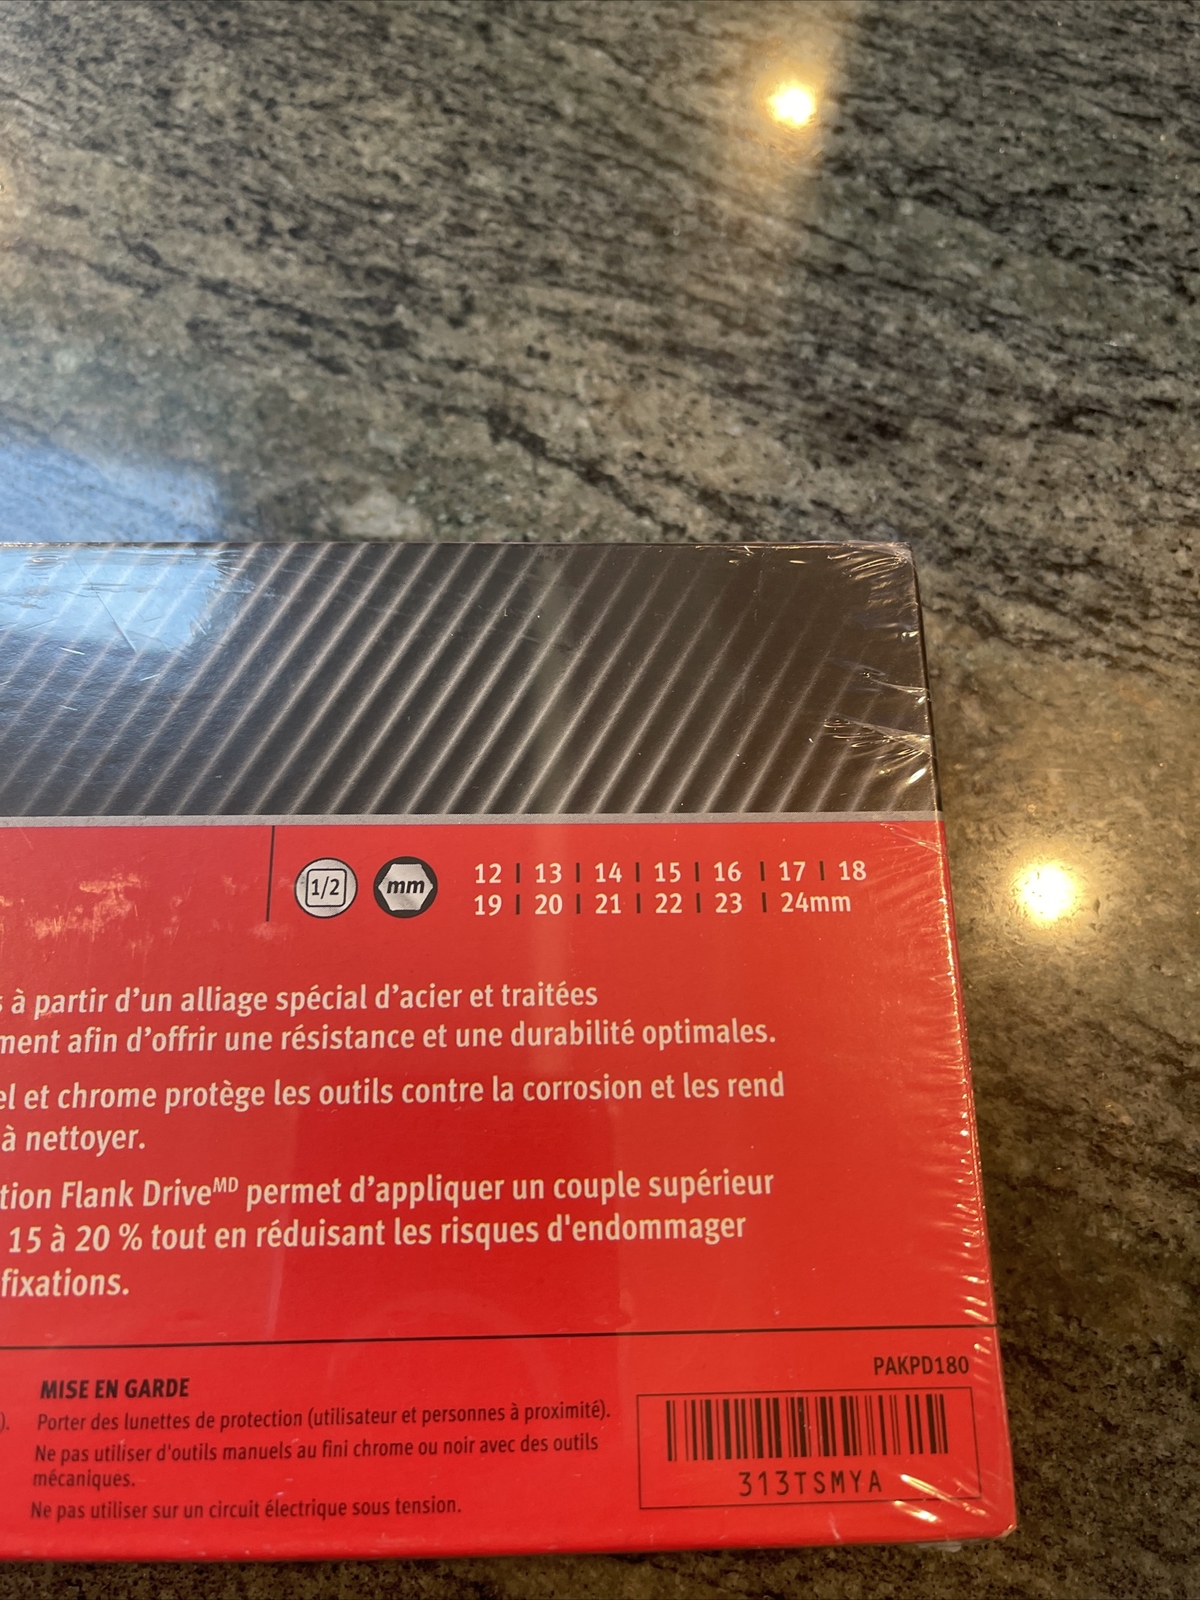 1/2 mm 12 | 13 | 14 | 15 | 16 | 17 | 18
19 | 20 | 21 | 22 | 23 | 24mm
à partir d'un alliage spécial d'acier et traitées
ment afin d'offrir une résistance et une durabilité optimales.
el et chrome protège les outils contre la corrosion et les rend
à nettoyer.
tion Flank Drive^MD permet d'appliquer un couple supérieur
15 à 20 % tout en réduisant les risques d'endommager
fixations.
PAKPD180
MISE EN GARDE
). Porter des lunettes de protection (utilisateur et personnes à proximité).
Ne pas utiliser d'outils manuels au fini chrome ou noir avec des outils
mécaniques.
Ne pas utiliser sur un circuit électrique sous tension.
313TSMYA